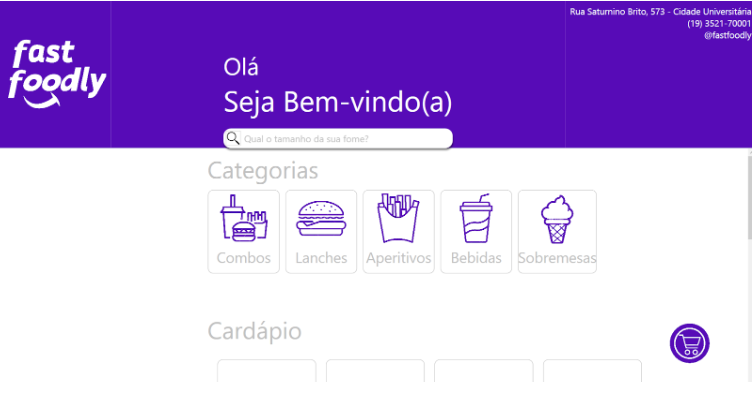 Rua Saturnino Brito, 573 - Cidade Universitária
(19) 3521-70001
@fastfoodly
fast
foodly
Olá
Seja Bem-vindo(a)
Qual o tamanho da sua fome?
Categorias
Combos
Lanches
Aperitivos
Bebidas
Sobremesas
Cardápio